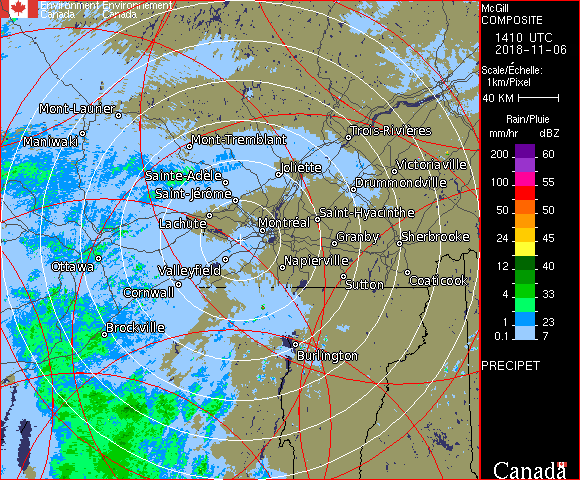 Environment Environnement
Canada Canada
McGill
COMPOSITE
1410 UTC
2018-11-06
Scale/Échelle:
1km/Pixel
40 KM
Rain/Pluie
mm/hr dBZ
200 60
100 55
50 50
24 45
12 40
4 33
1 23
0.1 7
PRECIPET
Canada
Mont-Laurier
Maniwaki
Mont-Tremblant
Trois-Rivières
Sainte-Adèle
Joliette
Victoriaville
Drummondville
Saint-Jérôme
Lachute
Montréal
Saint-Hyacinthe
Granby
Sherbrooke
Ottawa
Valleyfield
Napierville
Cornwall
Sutton
Coaticook
Brockville
Burlington